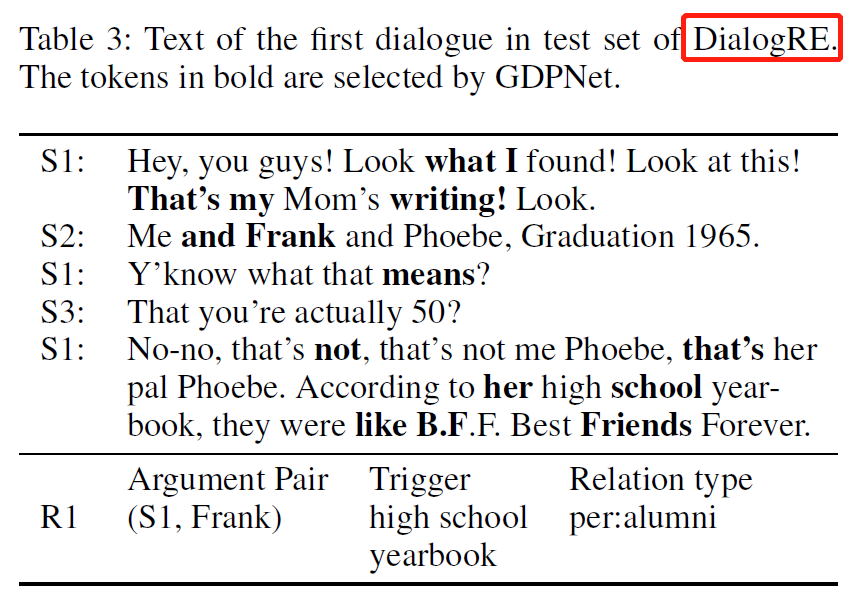 Table 3: Text of the first dialogue in test set of DialogRE.
The tokens in bold are selected by GDPNet.
S1: Hey, you guys! Look what I found! Look at this!
That’s my Mom’s writing! Look.
S2: Me and Frank and Phoebe, Graduation 1965.
S1: Y’know what that means?
S3: That you’re actually 50?
S1: No-no, that’s not, that’s not me Phoebe, that’s her
pal Phoebe. According to her high school year-
book, they were like B.F.F. Best Friends Forever.
Argument Pair Trigger Relation type
R1 (S1, Frank) high school per:alumni
yearbook